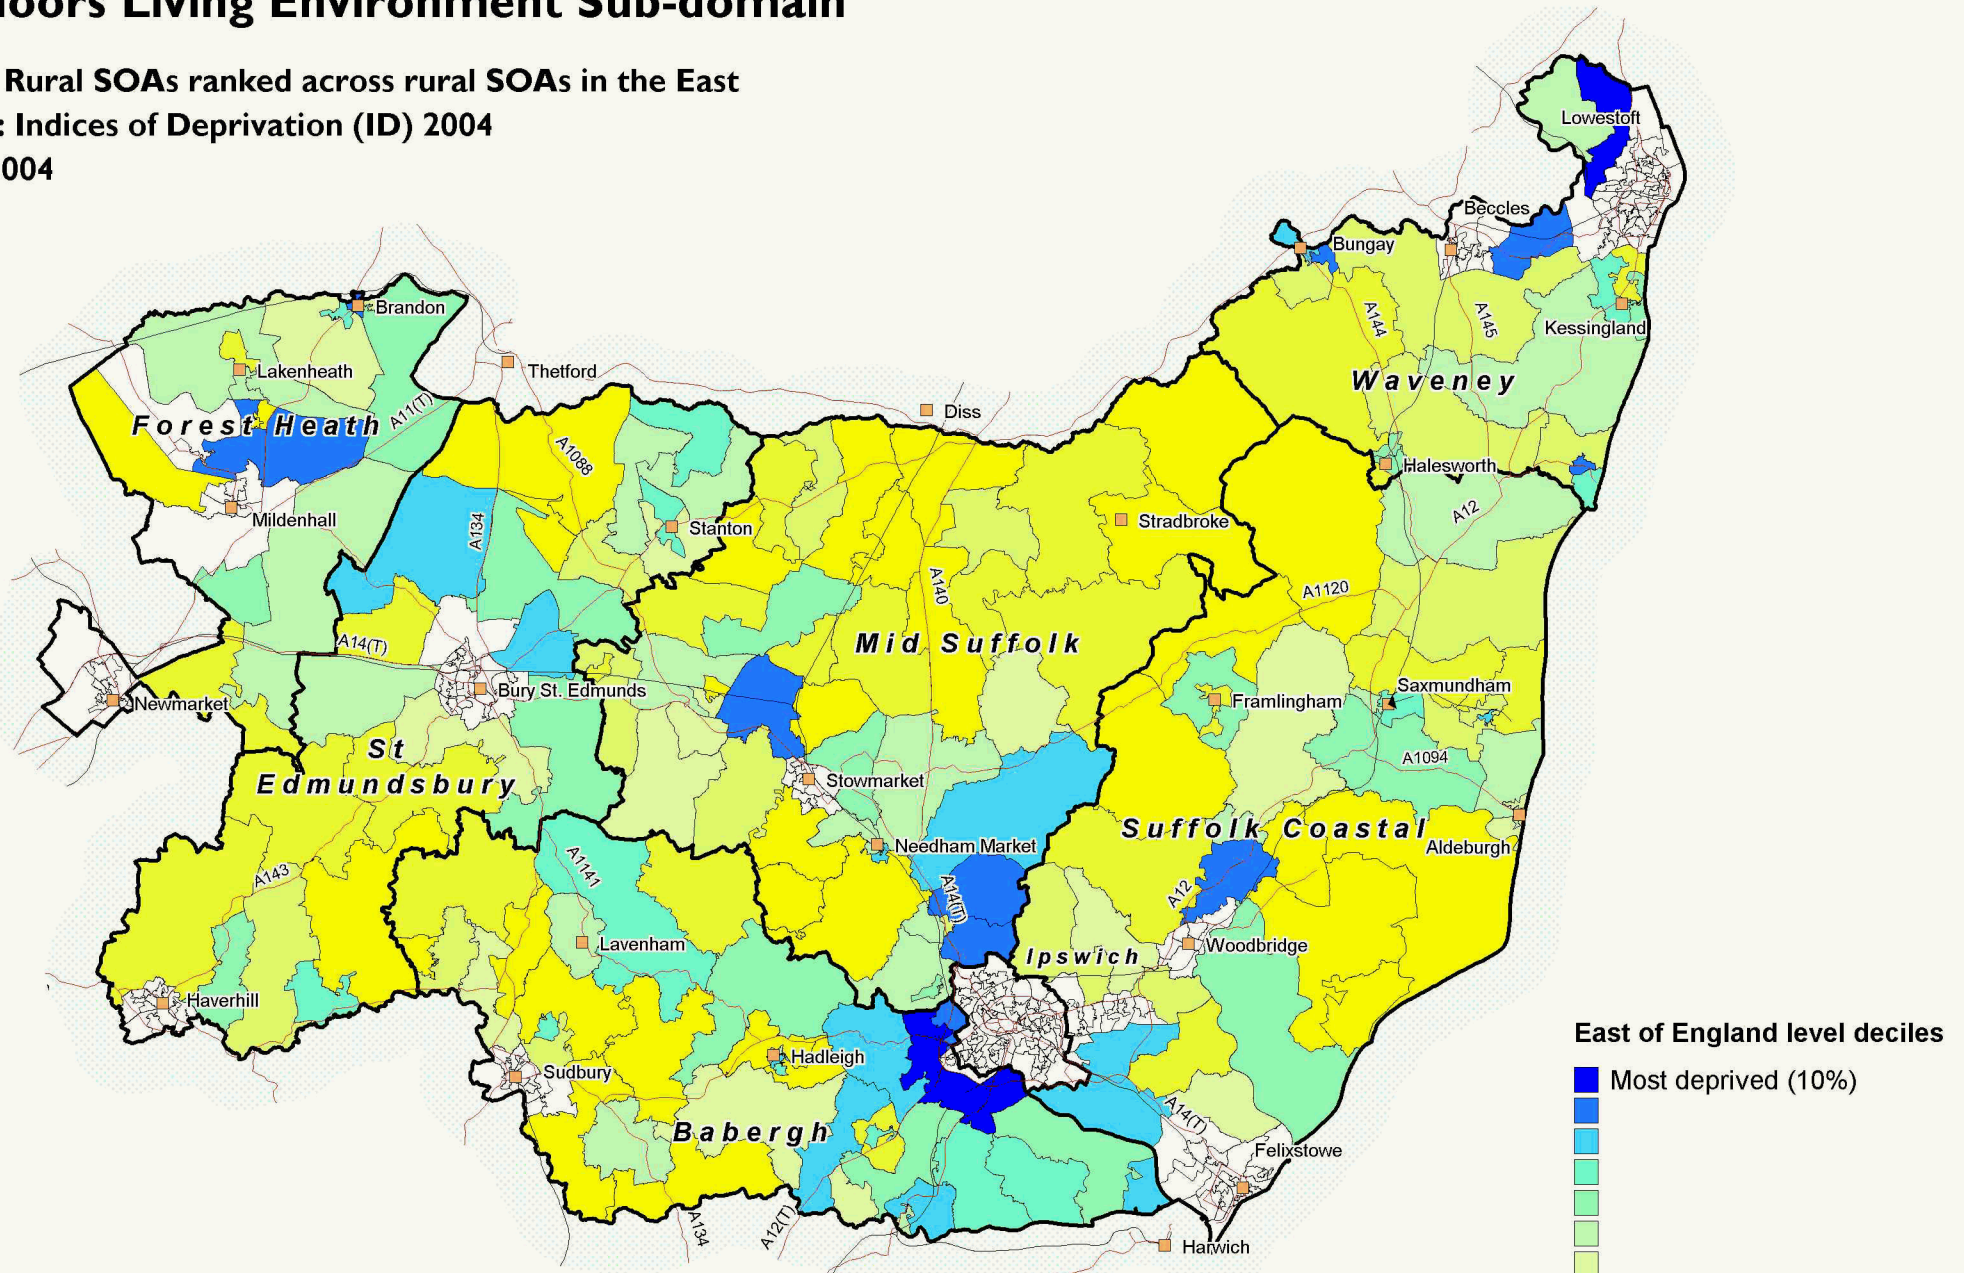 oors Living Environment Sub-domain
Rural SOAs ranked across rural SOAs in the East
: Indices of Deprivation (ID) 2004
004
Lowestoft
Beccles
Bungay
Brandon
A144
A145
Kessingland
Lakenheath
Thetford
Waveney
Diss
Forest Heath
A11(T)
A1088
Halesworth
Mildenhall
A134
Stanton
Stradbroke
A12
A140
A1120
A14(T)
Mid Suffolk
Bury St. Edmunds
Newmarket
Framlingham
Saxmundham
St
Edmundsbury
A1094
Stowmarket
Suffolk Coastal
Needham Market
Aldeburgh
A1141
A143
A14(T)
A12
Lavenham
Ipswich
Woodbridge
Haverhill
East of England level deciles
Hadleigh
Sudbury
Most deprived (10%)
A14(T)
Babergh
Felixstowe
A134
A12(T)
Harwich